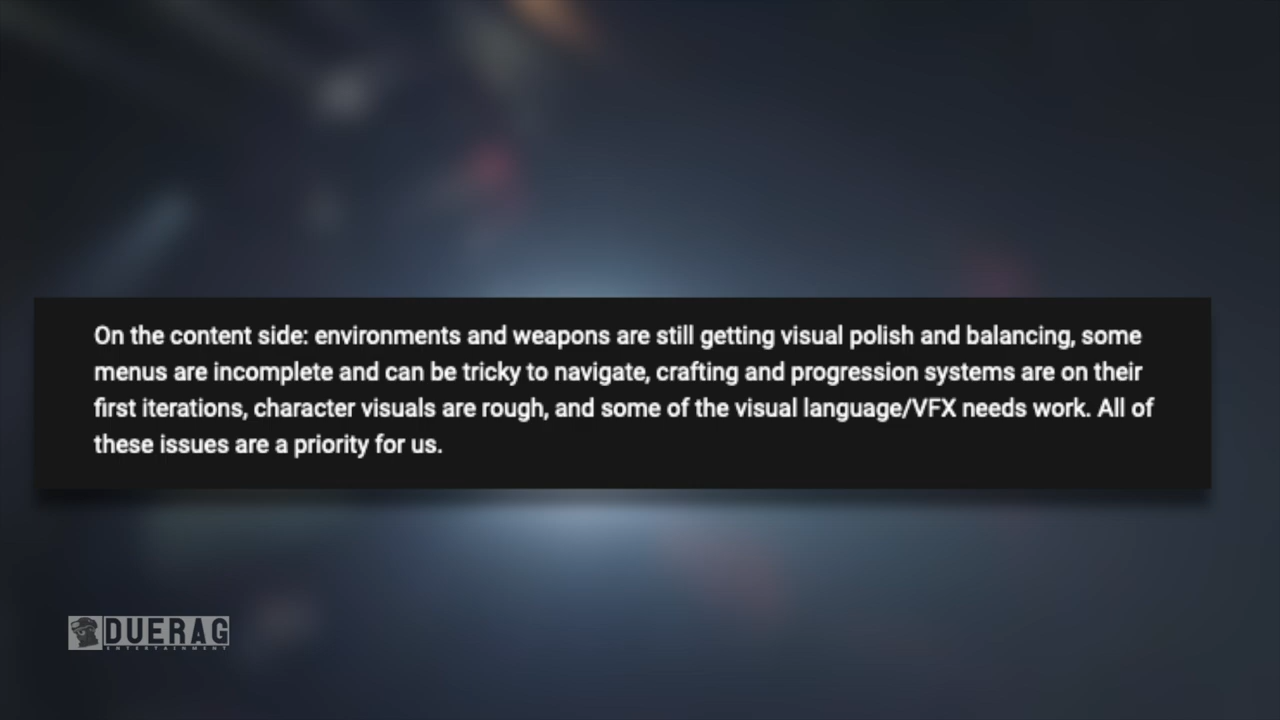 On the content side: environments and weapons are still getting visual polish and balancing, some
menus are incomplete and can be tricky to navigate, crafting and progression systems are on their
first iterations, character visuals are rough, and some of the visual language/VFX needs work. All of
these issues are a priority for us.
DUERAG
ENTERTAINMENT